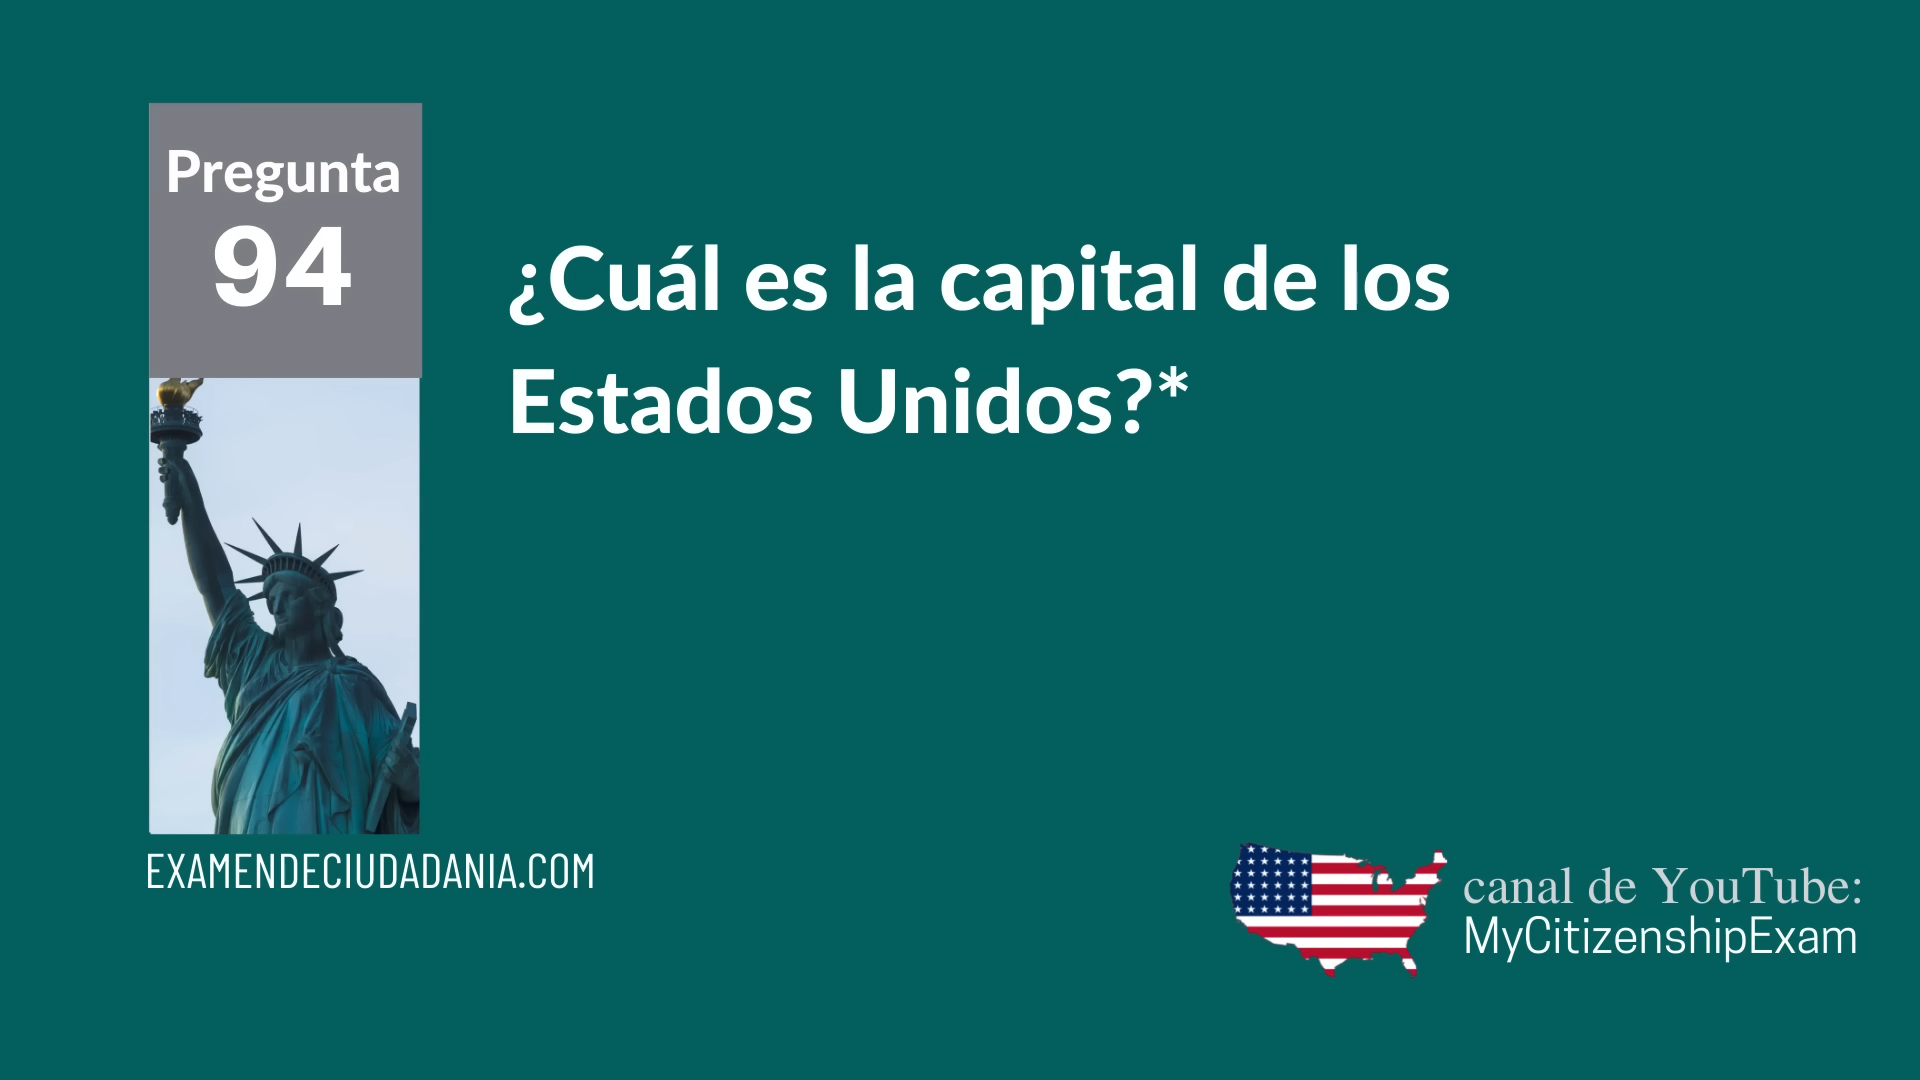 Pregunta
94
¿Cuál es la capital de los
Estados Unidos?*
EXAMENDECIUDADANIA.COM
canal de YouTube:
MyCitizenshipExam